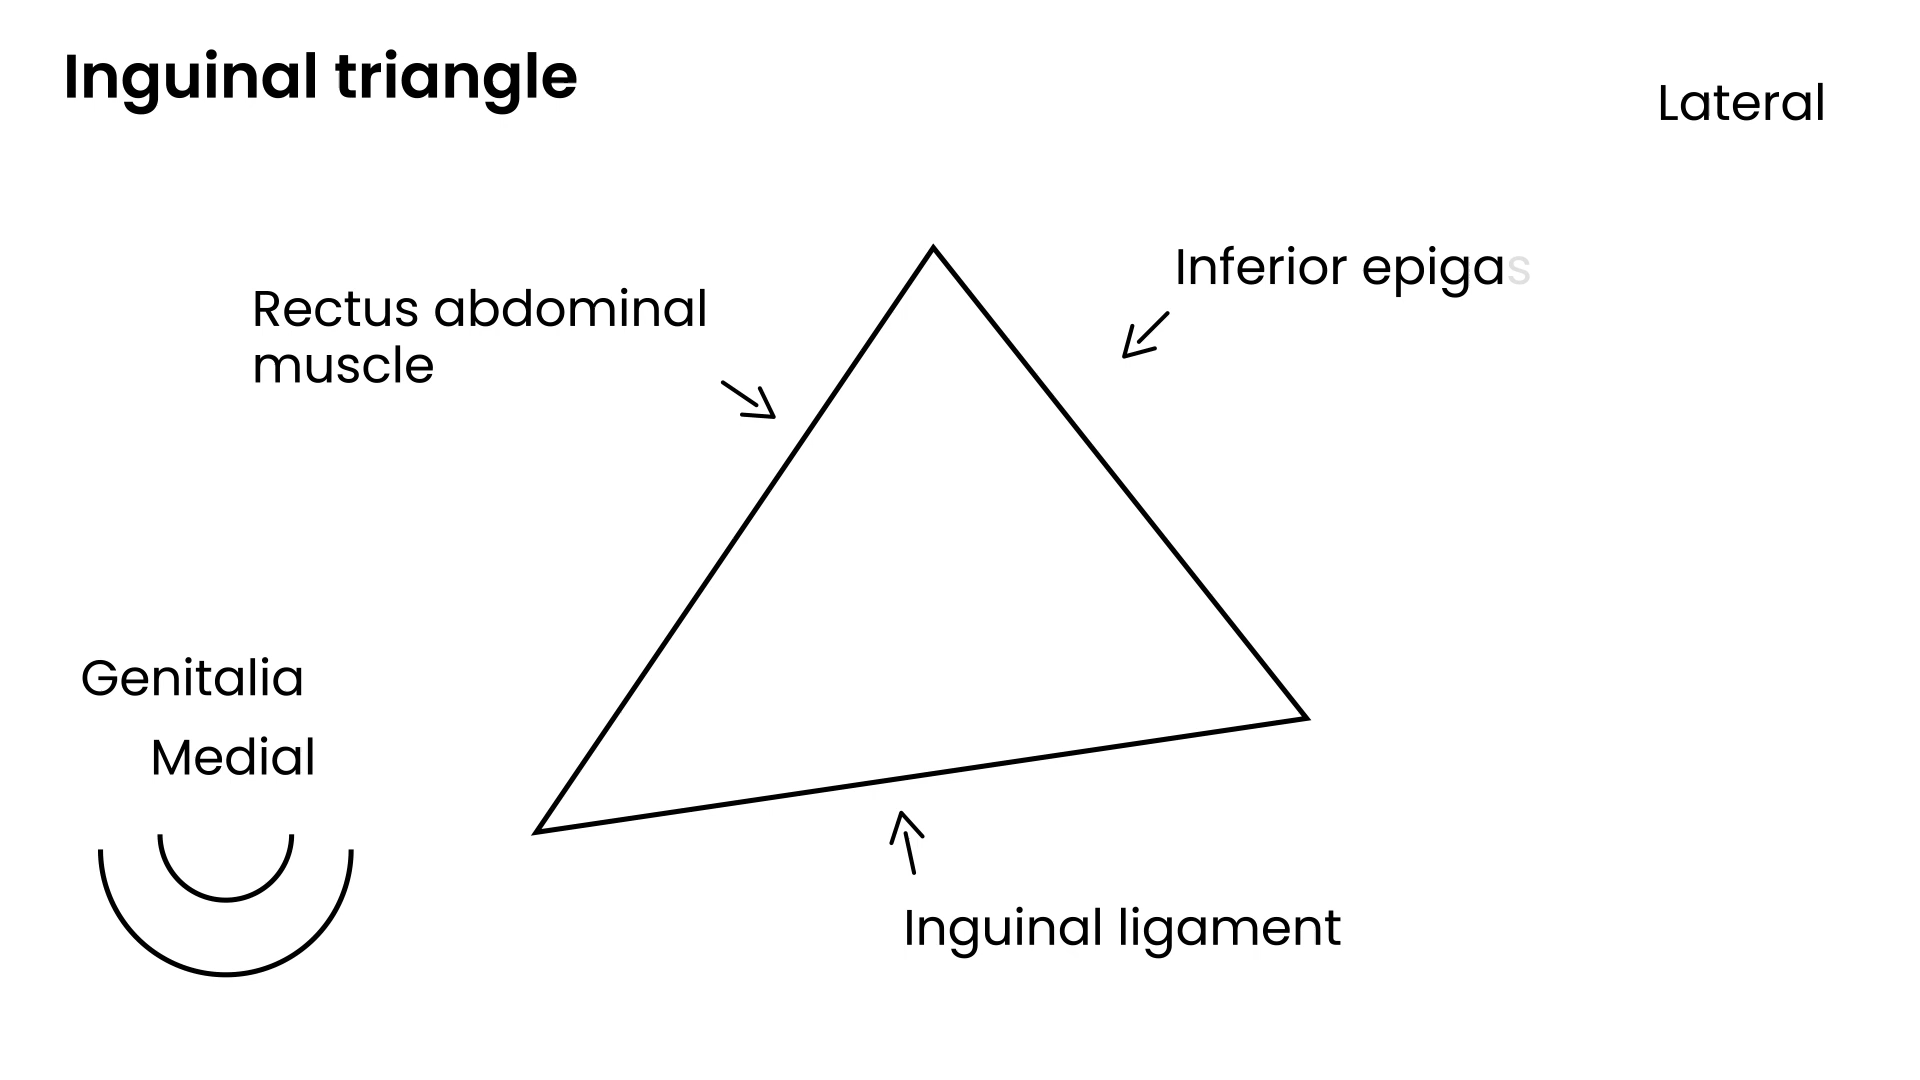 Inguinal triangle
Lateral
Inferior epigas
Rectus abdominal
muscle
Genitalia
Medial
Inguinal ligament